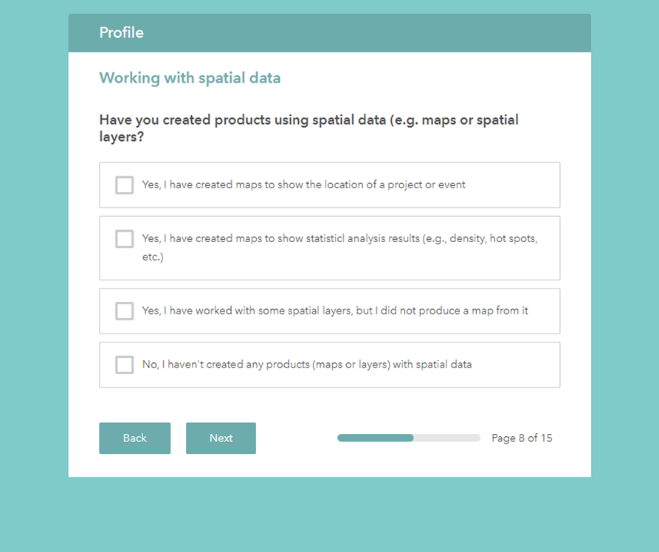 Profile
Working with spatial data
Have you created products using spatial data (e.g. maps or spatial
layers?
Yes, I have created maps to show the location of a project or event
Yes, I have created maps to show statisticl analysis results (e.g., density, hot spots,
etc.)
Yes, I have worked with some spatial layers, but I did not produce a map from it
No, I haven't created any products (maps or layers) with spatial data
Back Next Page 8 of 15